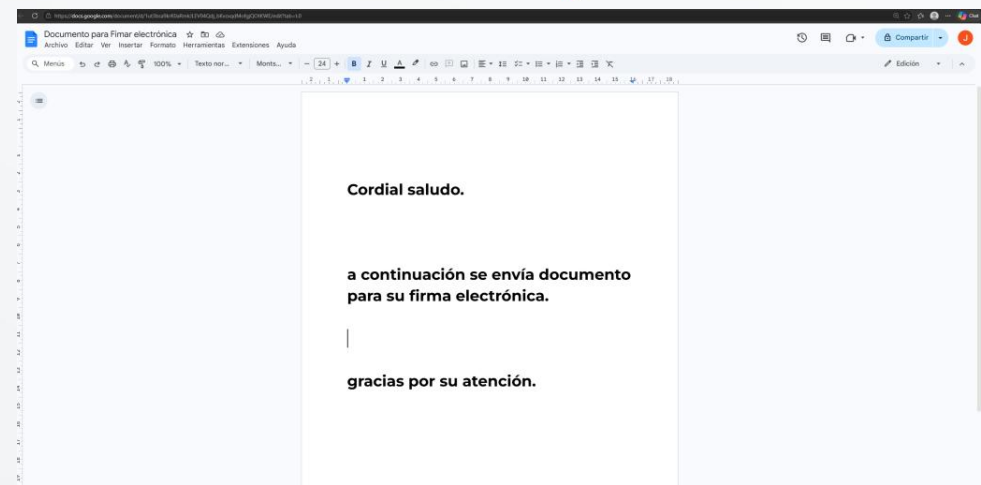 Documento para Fimar electrónica
Archivo Editar Ver Insertar Formato Herramientas Extensiones Ayuda
Compartir
J
Menús 100% Texto nor... Monts... - 24 + B I U A
Edición
Cordial saludo.
a continuación se envía documento
para su firma electrónica.
gracias por su atención.